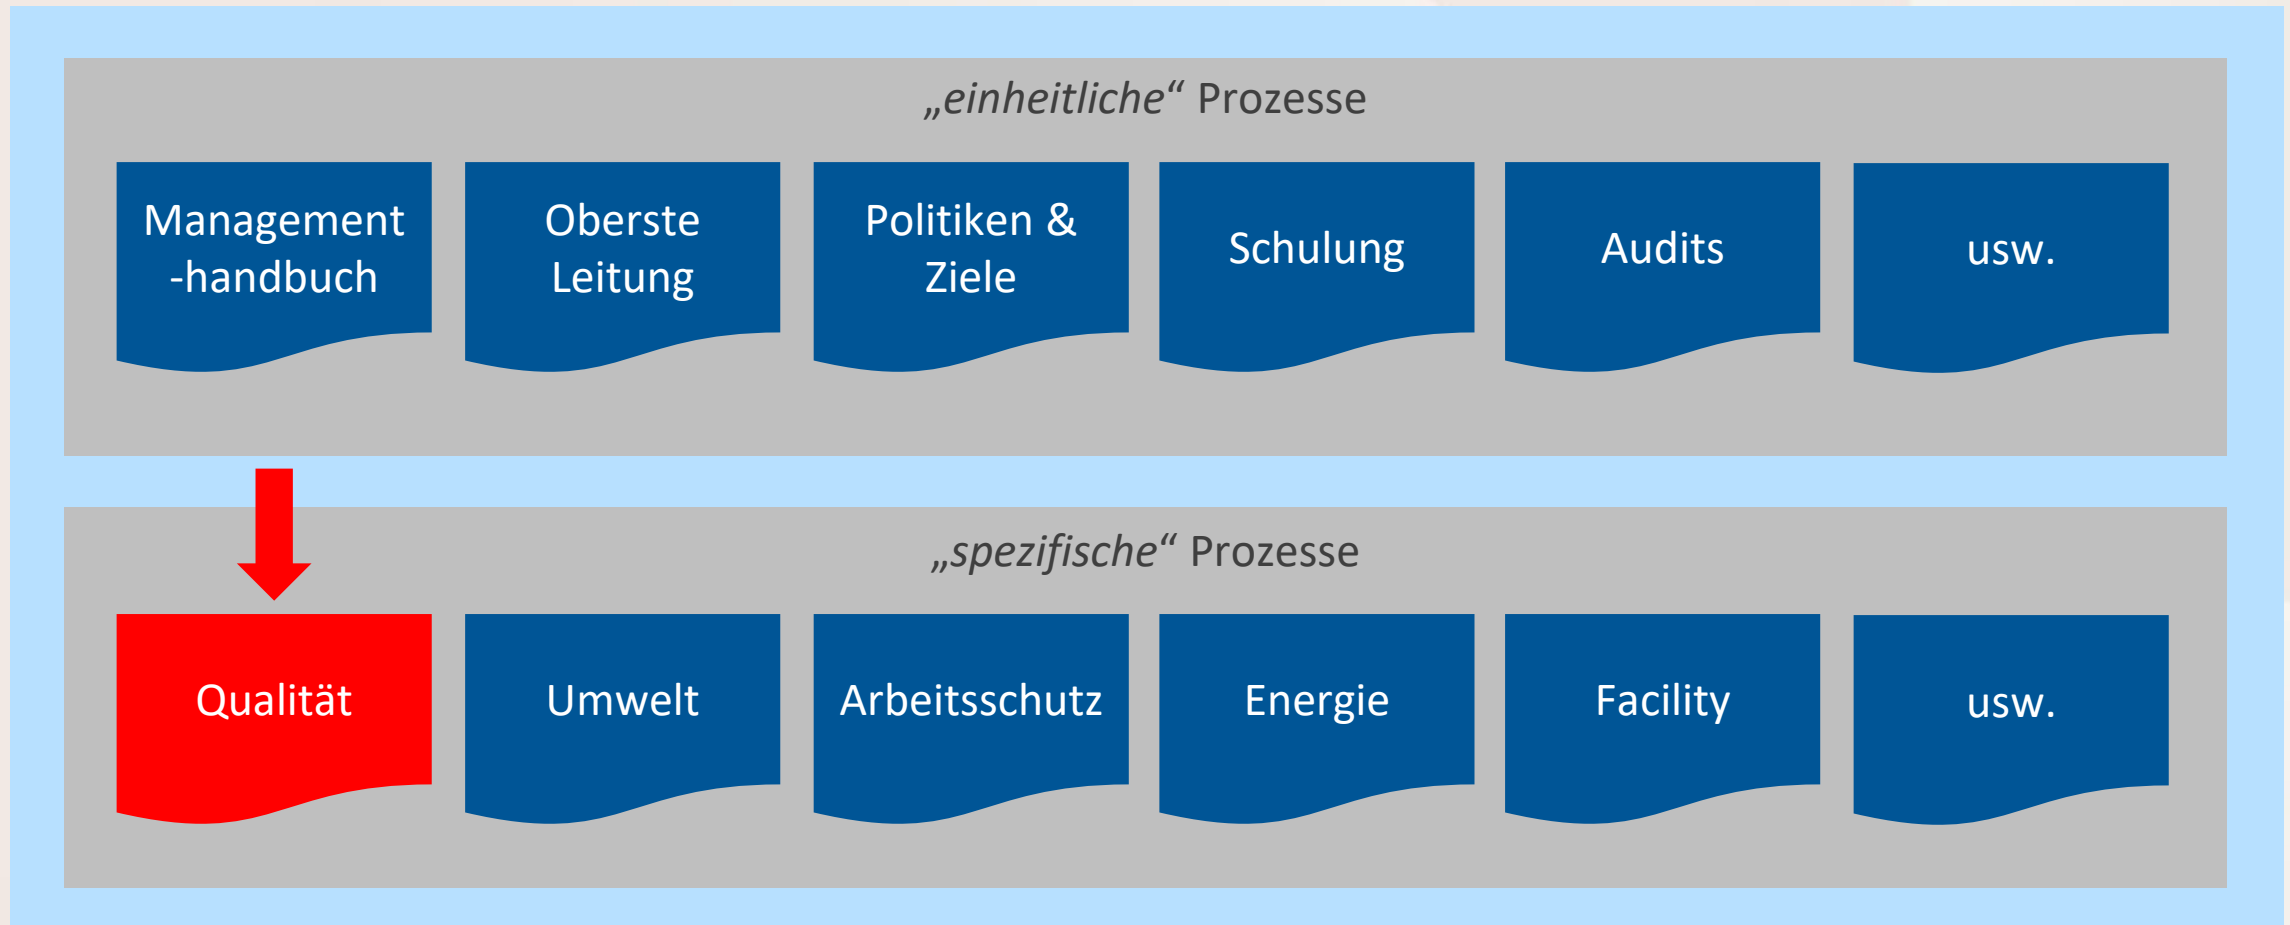 „einheitliche“ Prozesse
Management
-handbuch
Oberste
Leitung
Politiken &
Ziele
Schulung
Audits
usw.
„spezifische“ Prozesse
Qualität
Umwelt
Arbeitsschutz
Energie
Facility
usw.